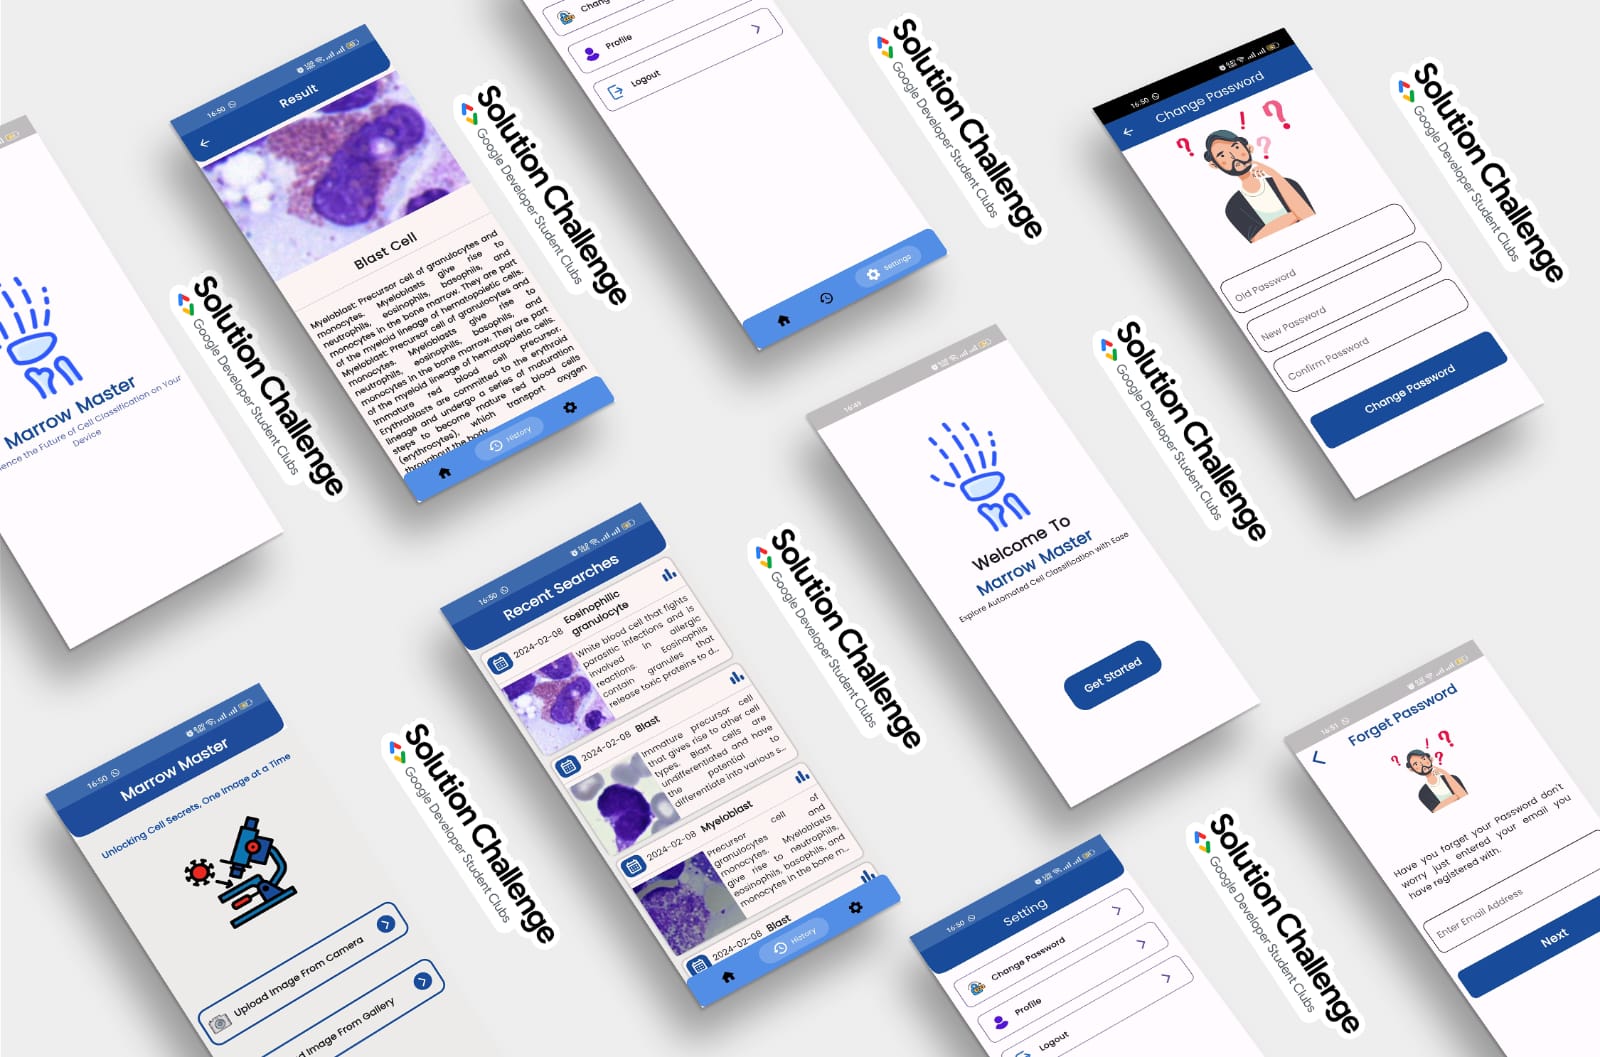 Marrow Master
ence the Future of Cell Classification on Your
Device
16:50
Result
Blast Cell
Myeloblast: Precursor cell of granulocytes and
monocytes. Myeloblasts give rise to
neutrophils, eosinophils, basophils, and
monocytes in the bone marrow. They are part
of the myeloid lineage of hematopoietic cells.
Myeloblast: Precursor cell of granulocytes and
monocytes. Myeloblasts give rise to
neutrophils, eosinophils, basophils, and
monocytes in the bone marrow. They are part
of the myeloid lineage of hematopoietic cells.
Immature red blood cell precursor.
Erythroblasts are committed to the erythroid
lineage and undergo a series of maturation
steps to become mature red blood cells
(erythrocytes), which transport oxygen
throughout the body
History
Solution Challenge
Google Developer Student Clubs
Solution Challenge
Google Developer Student Clubs
Chang
Profile
Logout
Settings
Solution Challenge
Google Developer Student Clubs
16:50
Change Password
Old Password
New Password
Confirm Password
Change Password
Solution Challenge
Google Developer Student Clubs
16:49
Welcome To
Marrow Master
Explore Automated Cell Classification with Ease
Get Started
Solution Challenge
Google Developer Student Clubs
16:50
Recent Searches
2024-02-08 Eosinophilic
granulocyte
White blood cell that fights
parasitic infections and is
involved in allergic
reactions. Eosinophils
contain granules that
release toxic proteins to d...
2024-02-08 Blast
Immature precursor cell
that gives rise to other cell
types. Blast cells are
undifferentiated and have
the potential to
differentiate into various s...
2024-02-08 Myeloblast
Precursor cell of
granulocytes and
monocytes. Myeloblasts
give rise to neutrophils,
eosinophils, basophils, and
monocytes in the bone m...
2024-02-08 Blast
History
Solution Challenge
Google Developer Student Clubs
16:50
Marrow Master
Unlocking Cell Secrets, One Image at a Time
Upload Image From Camera
d Image From Gallery
Solution Challenge
Google Developer Student Clubs
16:50
Setting
Change Password
Profile
Logout
Solution Challenge
Google Developer Student Clubs
16:51
Forget Password
Have you forget your Password don't
worry just entered your email you
have registered with.
Enter Email Address
Next